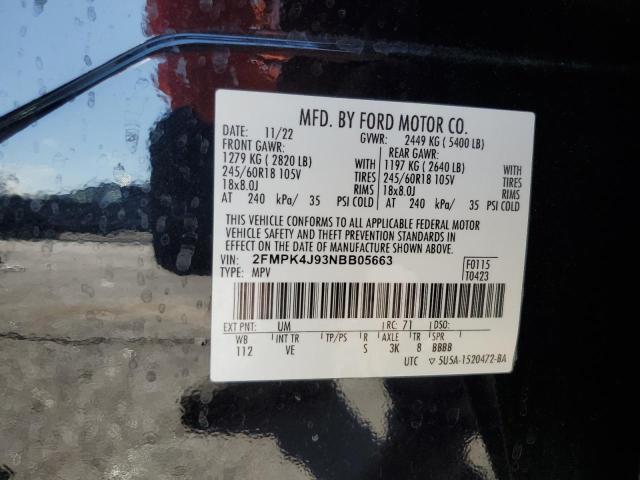 MFD. BY FORD MOTOR CO.
DATE: 11/22 GVWR: 2449 KG ( 5400 LB)
FRONT GAWR: REAR GAWR:
1279 KG ( 2820 LB) WITH 1197 KG ( 2640 LB) WITH
245/60R18 105V TIRES 245/60R18 105V TIRES
18x8.0J RIMS 18x8.0J RIMS
AT 240 kPa/ 35 PSI COLD AT 240 kPa/ 35 PSI COLD
THIS VEHICLE CONFORMS TO ALL APPLICABLE FEDERAL MOTOR
VEHICLE SAFETY AND THEFT PREVENTION STANDARDS IN
EFFECT ON THE DATE OF MANUFACTURE SHOWN ABOVE.
VIN: 2FMPK4J93NBB05663 F0115
TYPE: MPV T0423
EXT PNT: UM RC: 71 DSO:
WB INT TR TP/PS R AXLE TR SPR
112 VE S 3K 8 BBBB
UTC ▽ 5U5A-1520472-BA